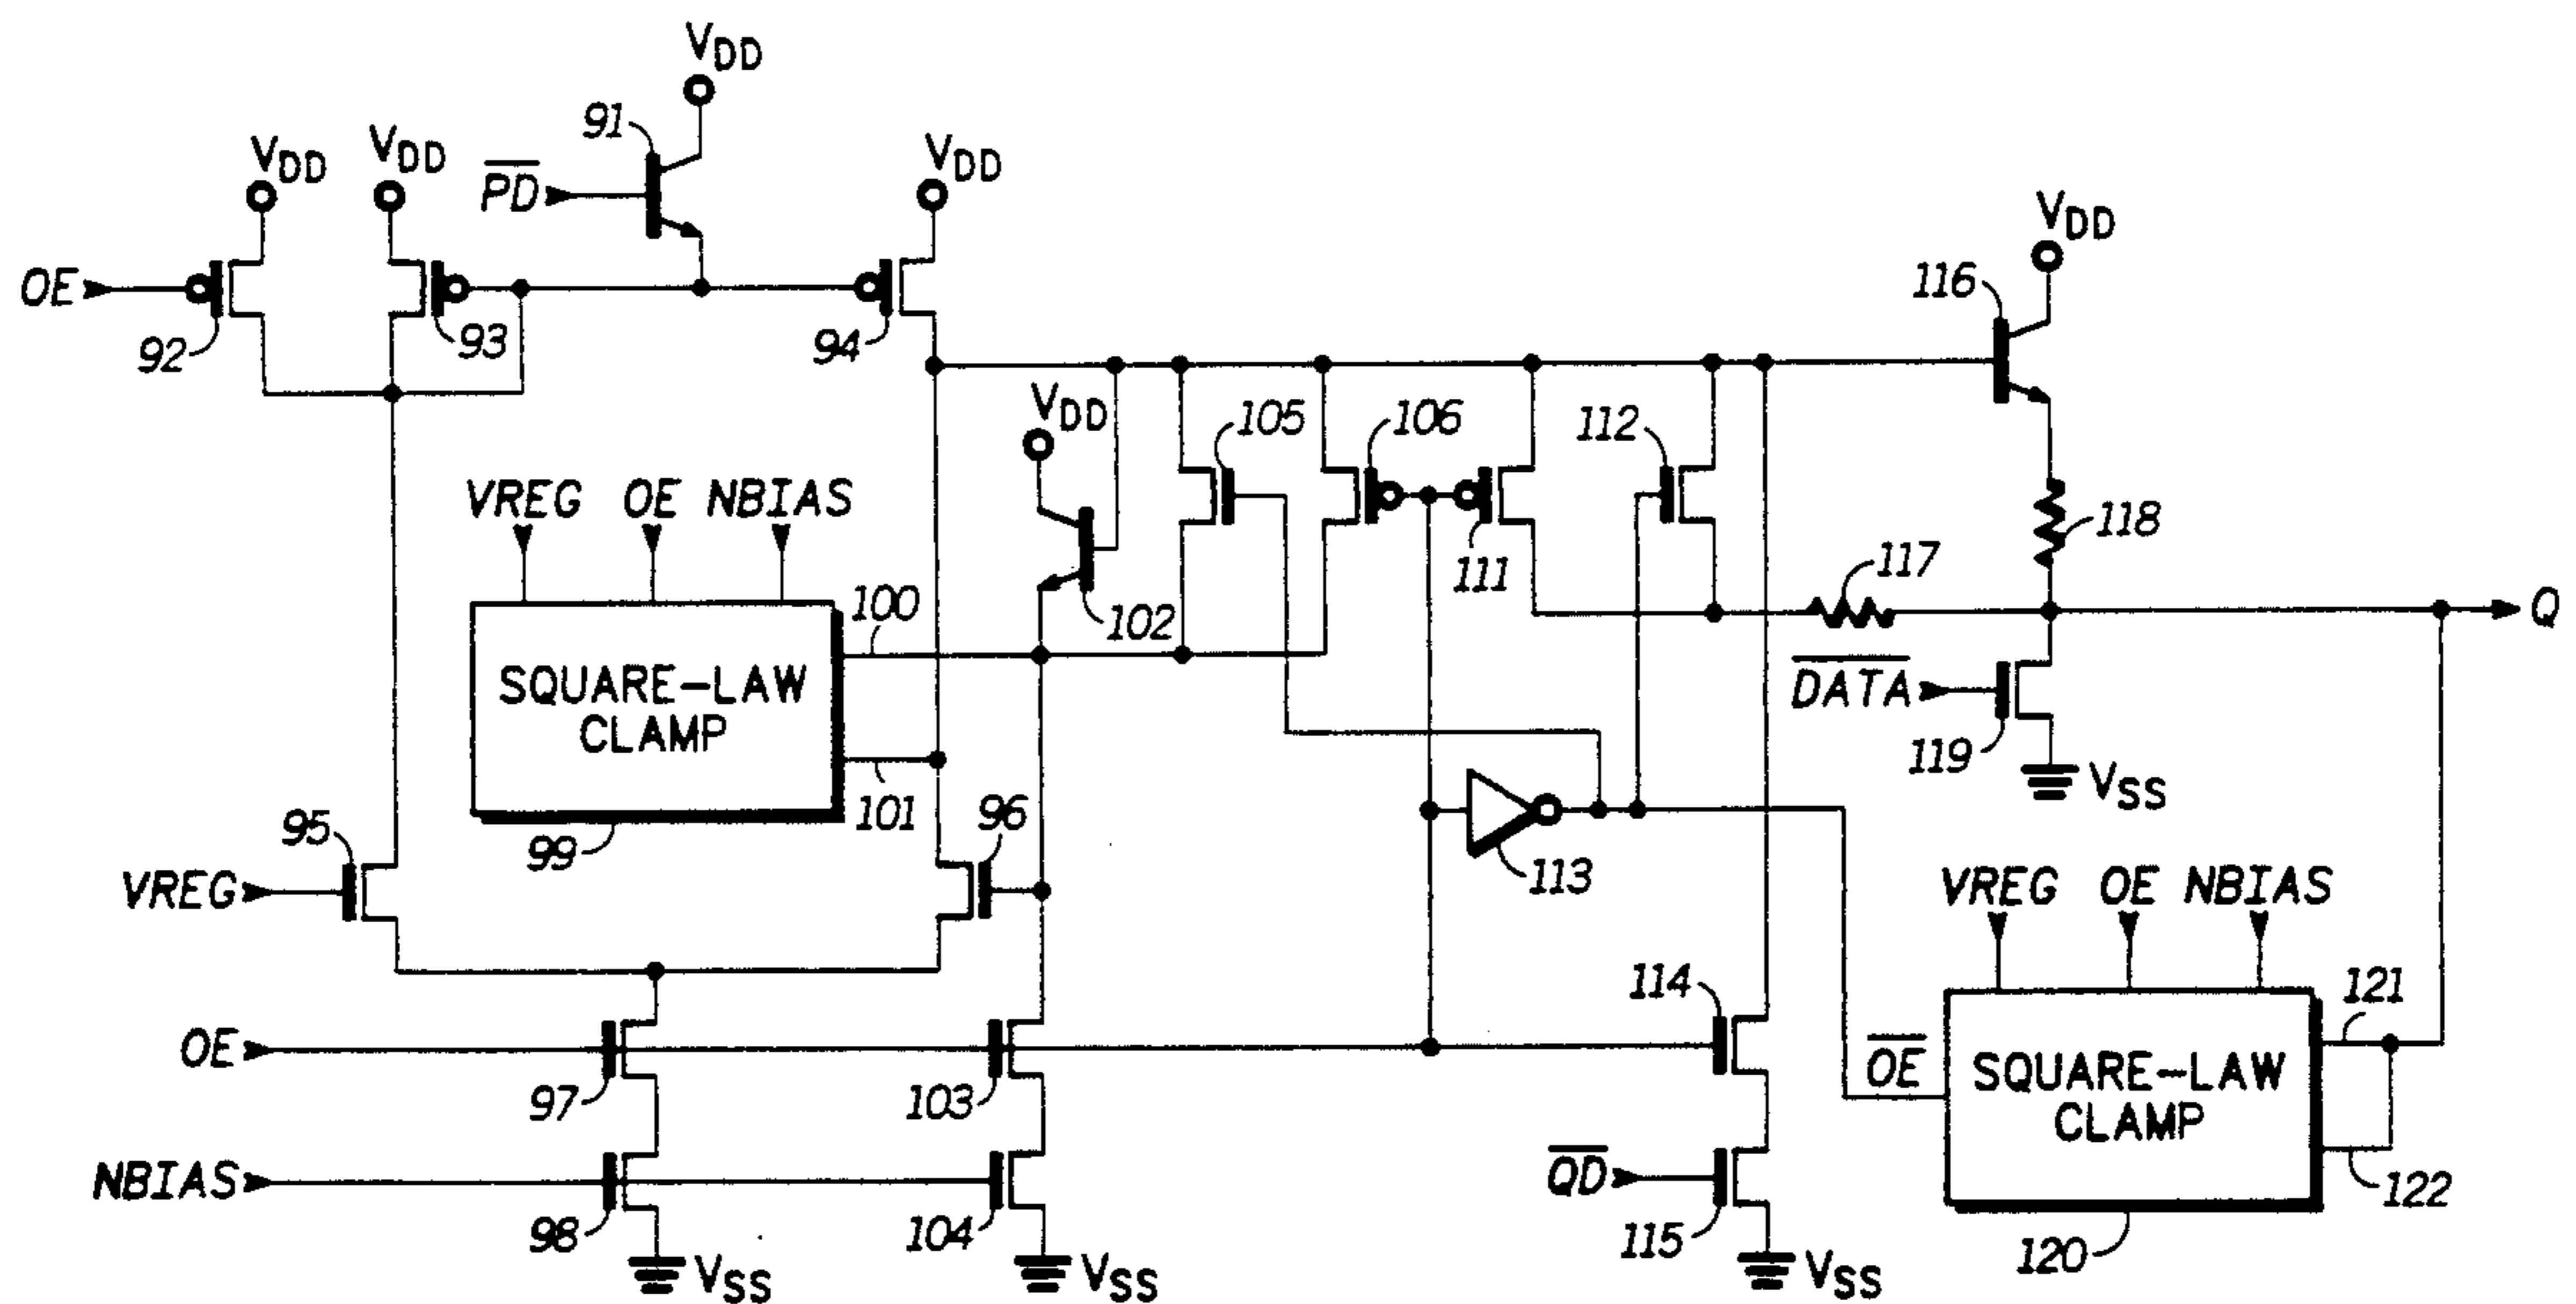 VDD
91
VDD
VDD
PD
VDD
VDD
OE
92
93
94
116
VDD
105
106
112
VREG OE NBIAS
111
117
118
100
102
Q
SQUARE-LAW
CLAMP
DATA
101
119
VSS
95
99
96
113
VREG
VREG OE NBIAS
114
121
OE
97
103
OE
SQUARE-LAW
CLAMP
NBIAS
98
104
QD
115
122
120
VSS
VSS
VSS